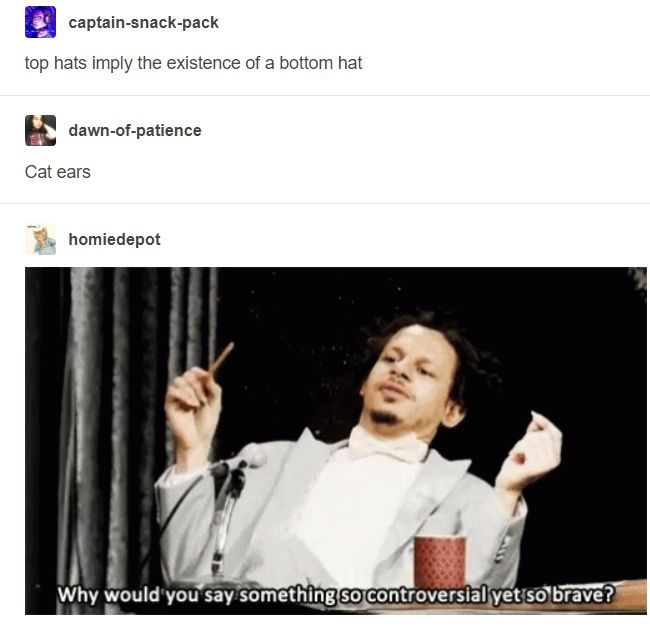 captain-snack-pack
top hats imply the existence of a bottom hat
dawn-of-patience
Cat ears
homiedepot
Why would you say something so controversial yet so brave?